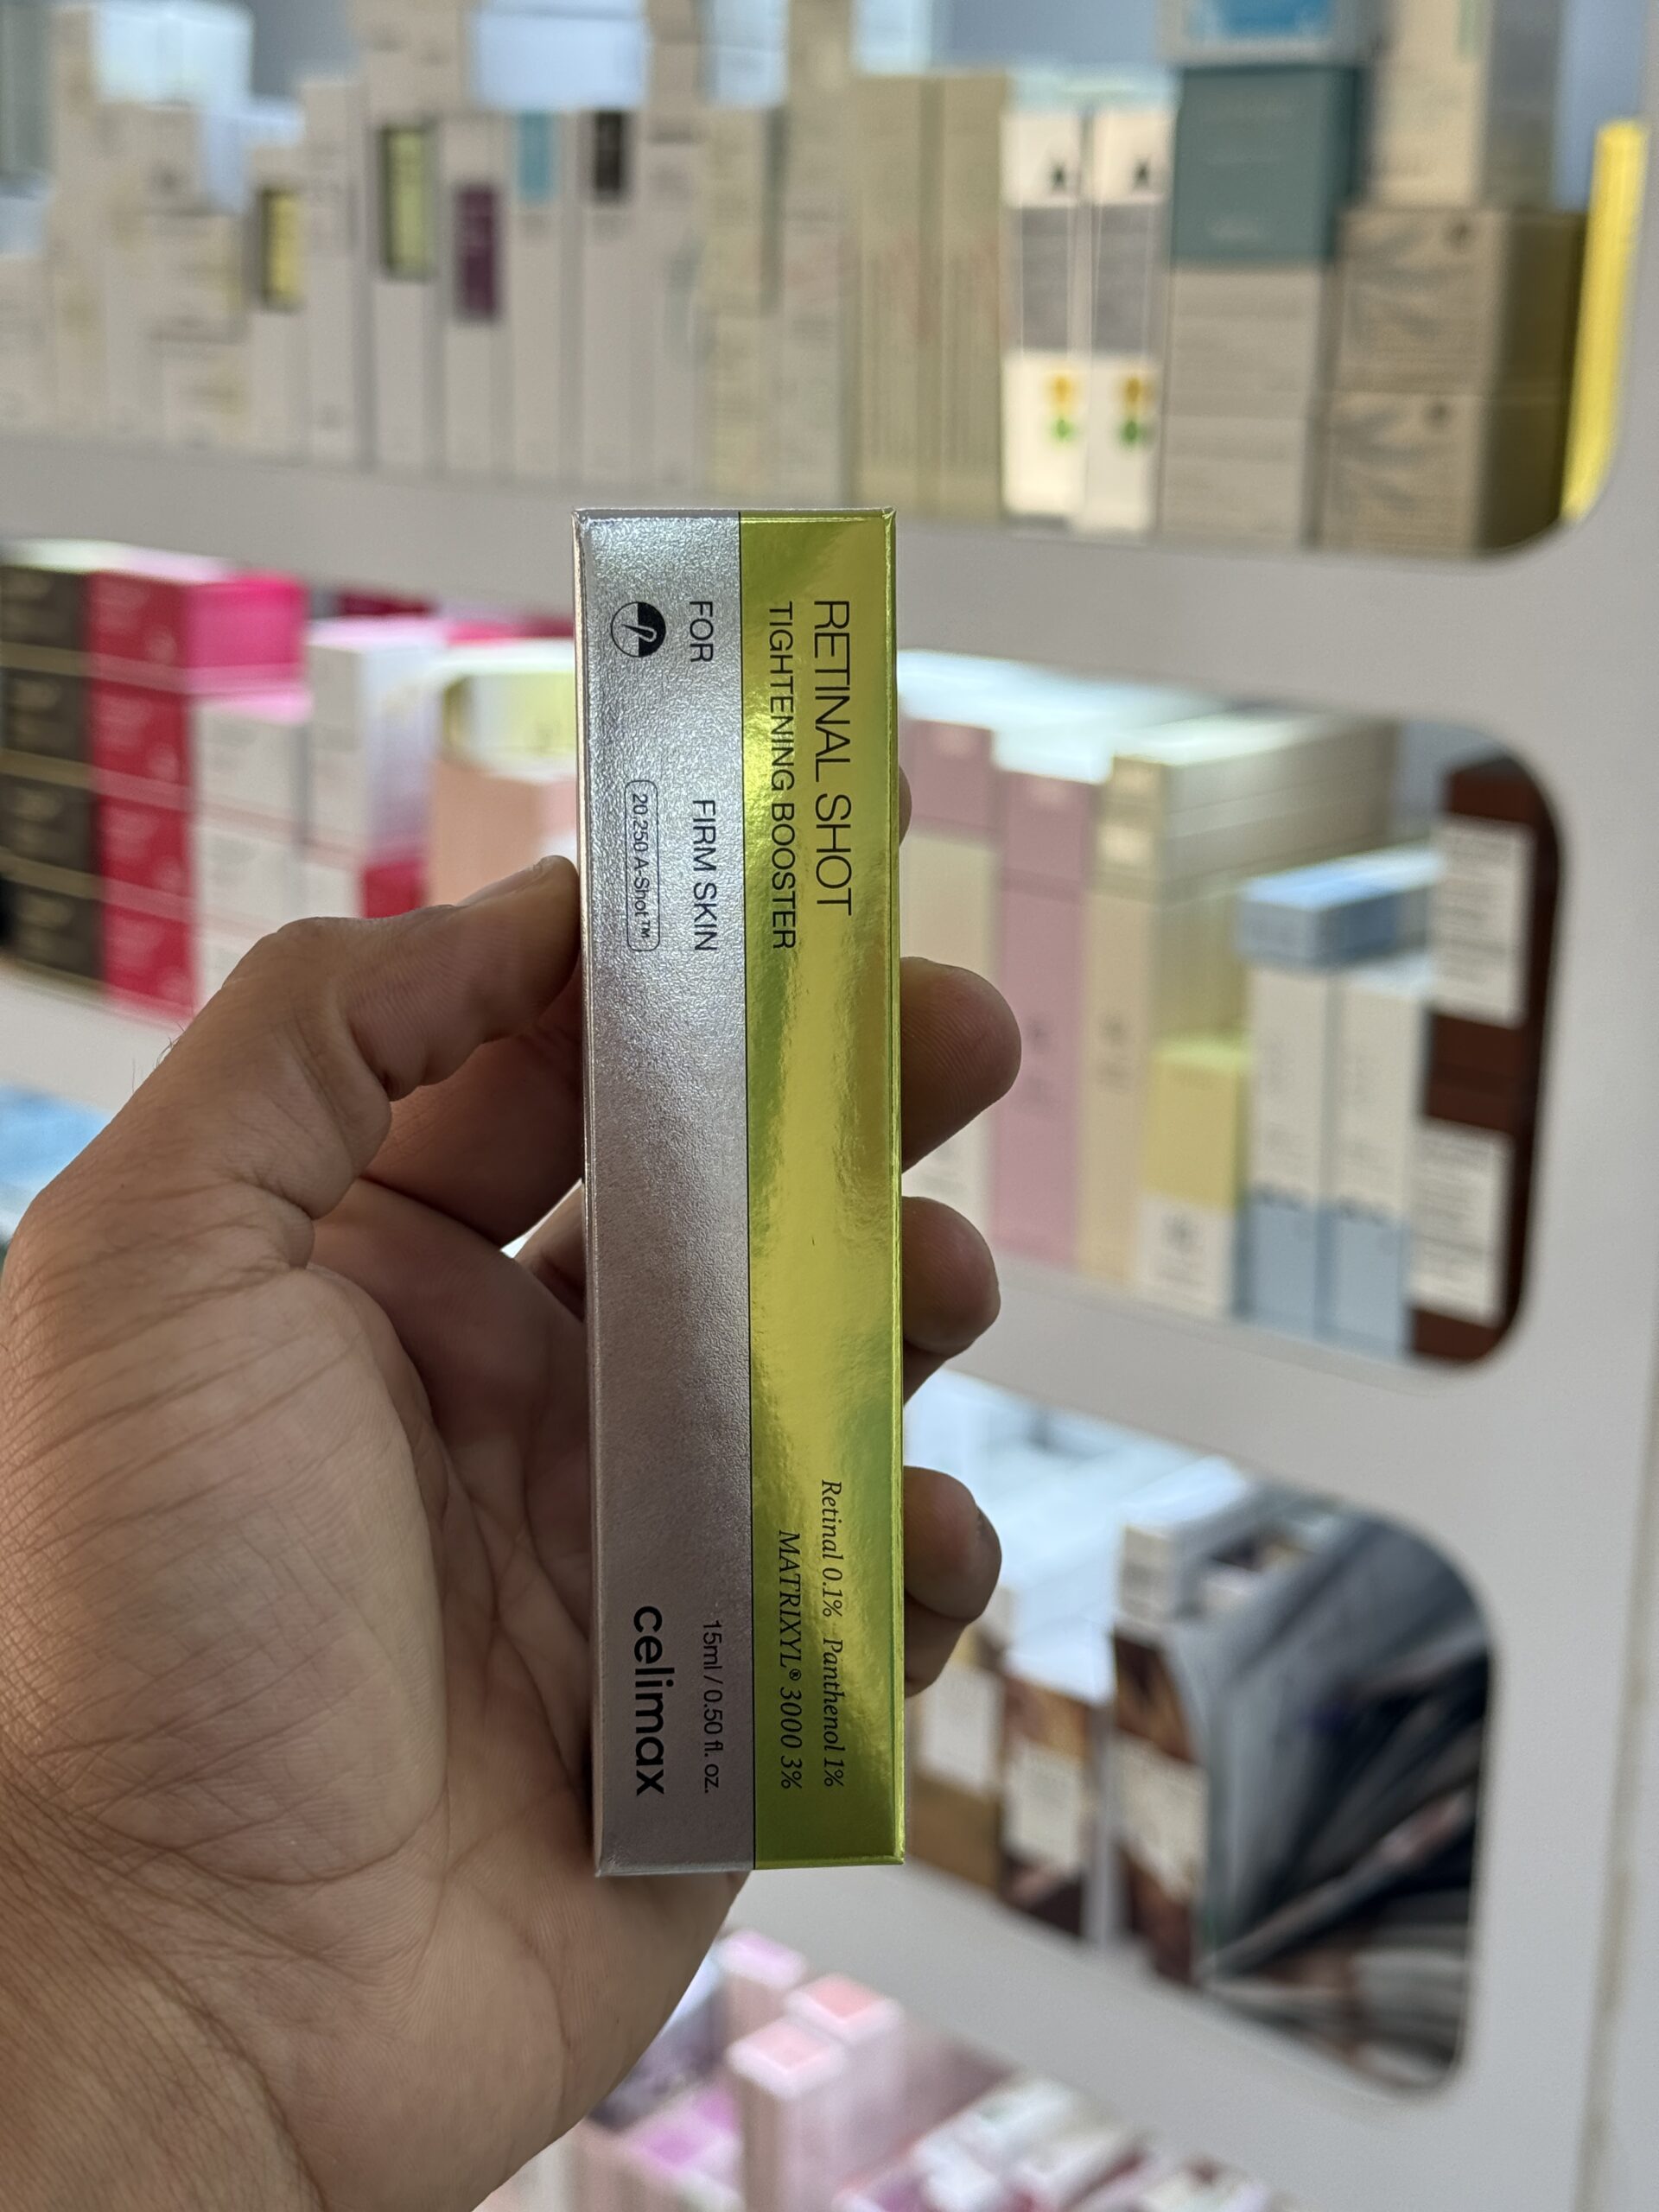 RETINAL SHOT
TIGHTENING BOOSTER
Retinal 0.1% Panthenol 1%
MATRIXYL® 3000 3%
FOR FIRM SKIN
20,250 A-Shot™
15ml / 0.50 fl. oz.
celimax